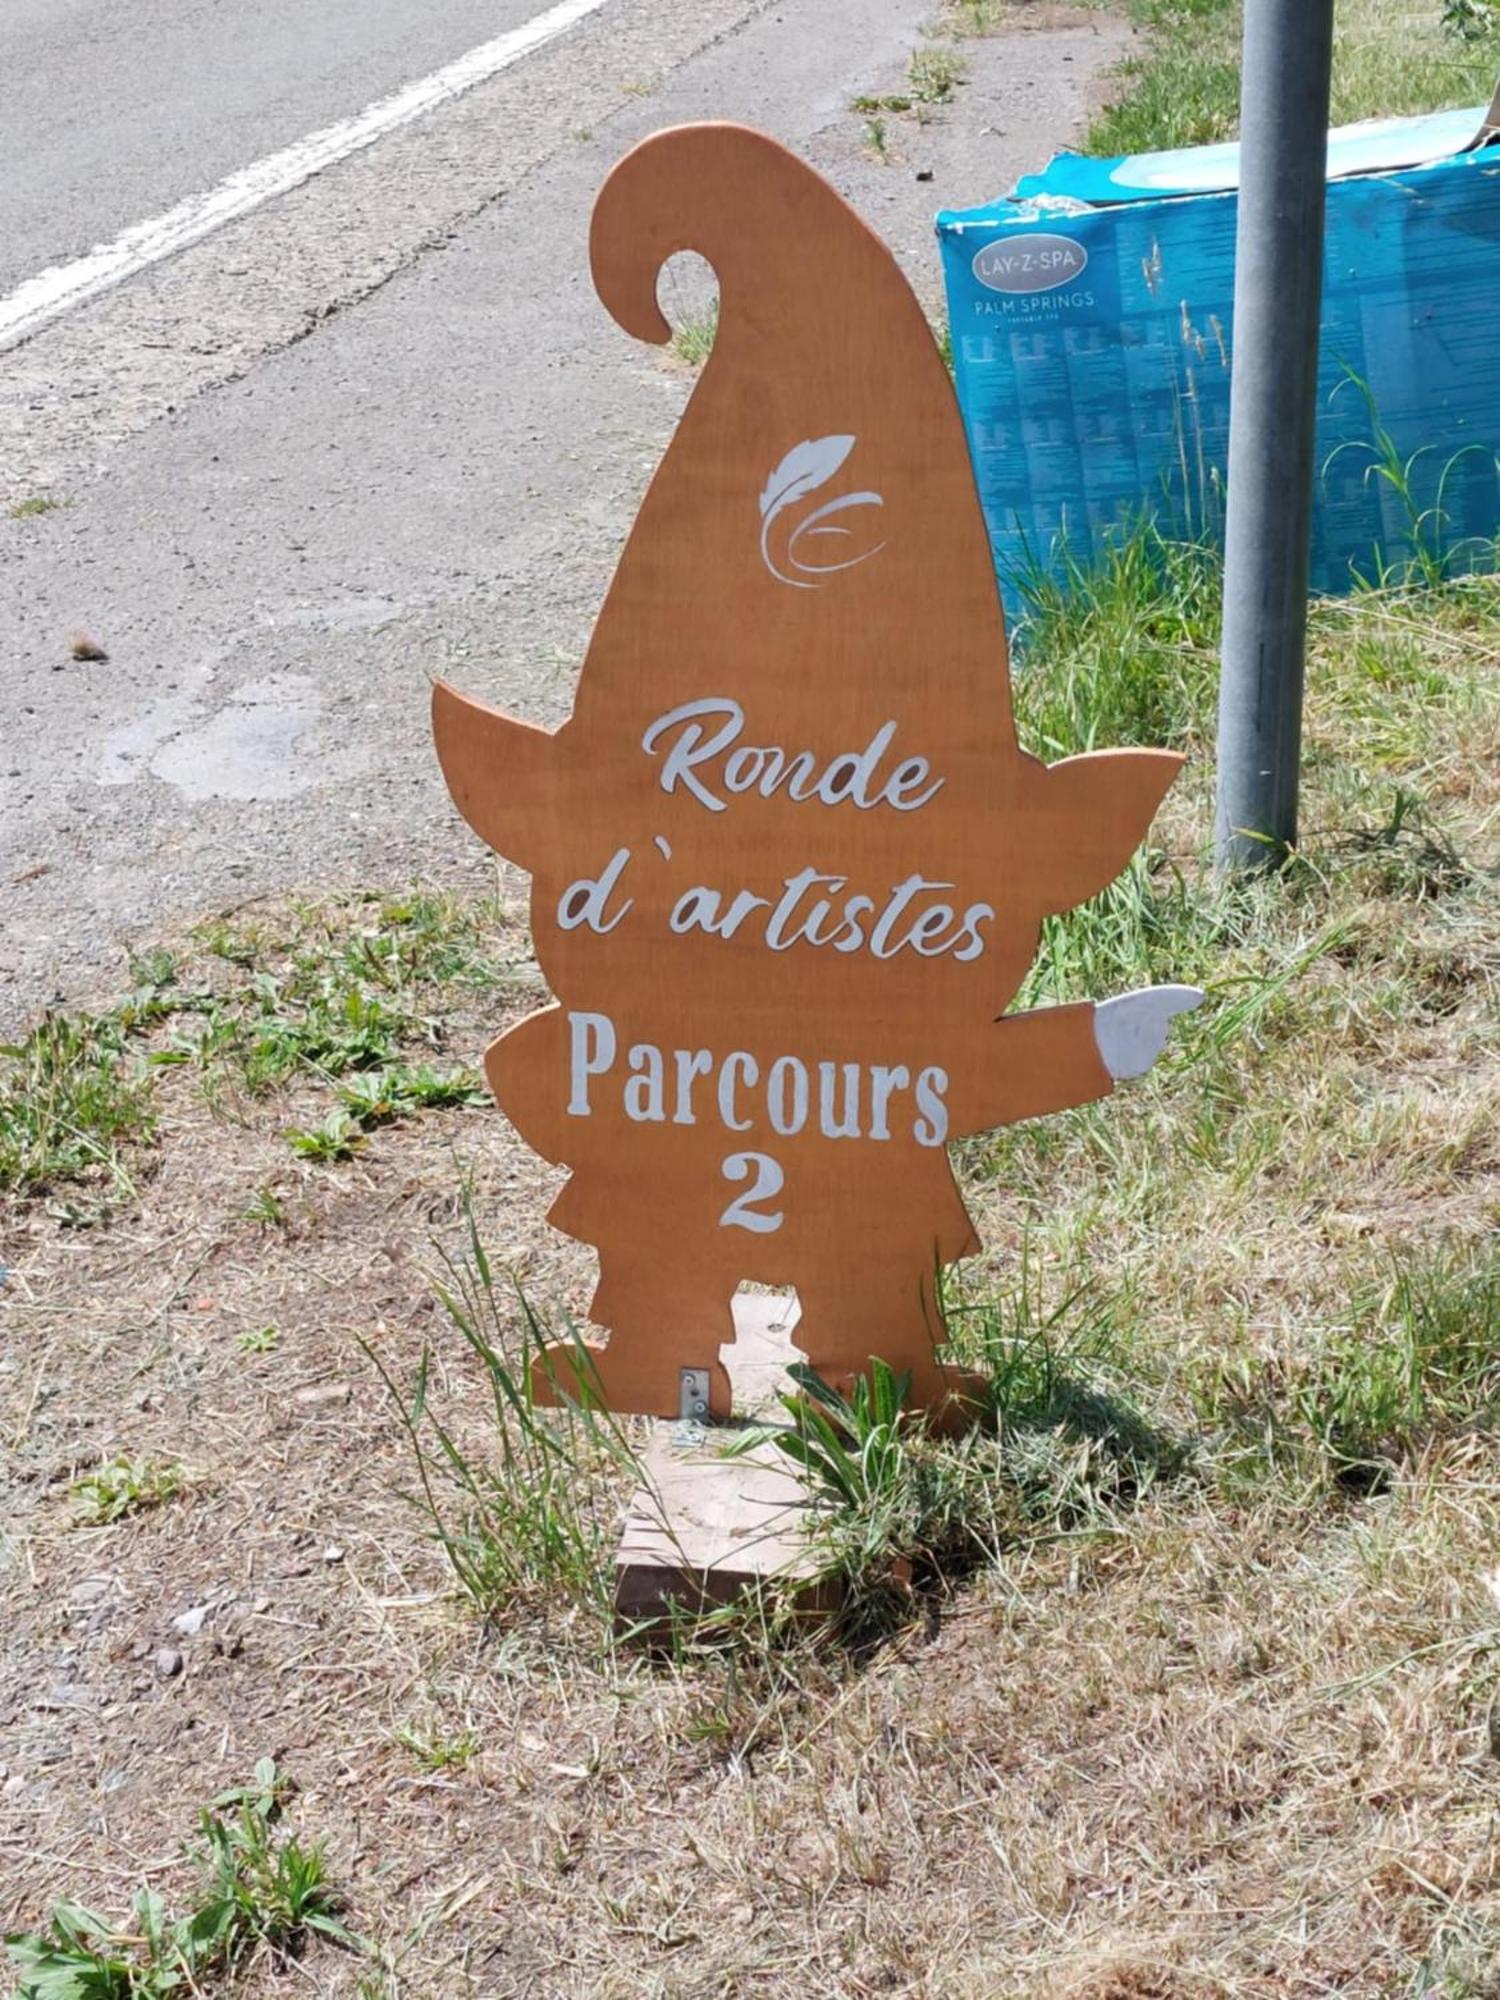 LAY-Z-SPA
PALM SPRINGS
Ronde
d'artistes
Parcours
2